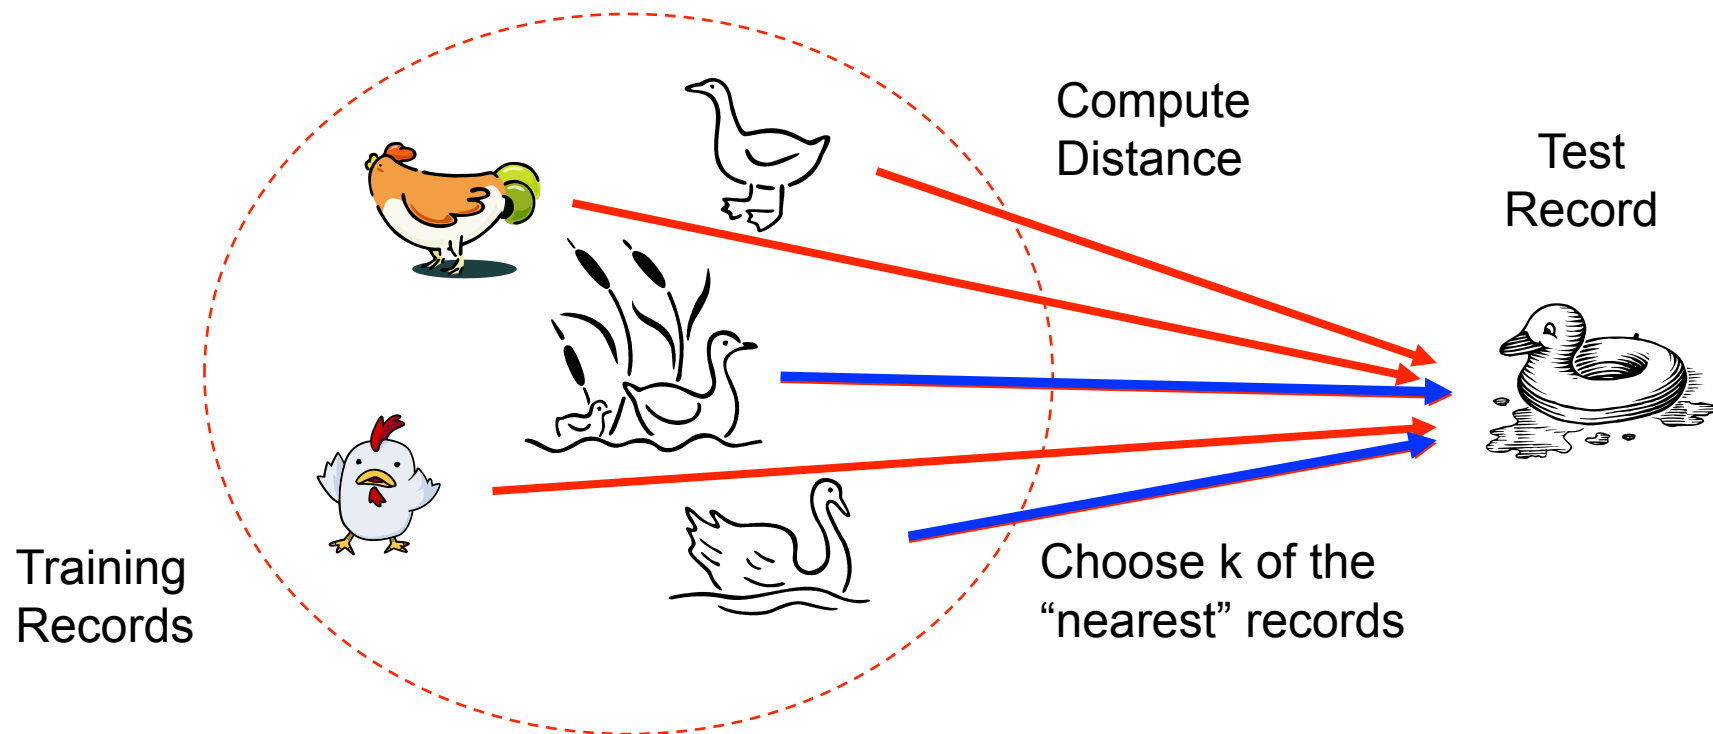 Compute
Distance
Test
Record
Training
Records
Choose k of the
“nearest” records